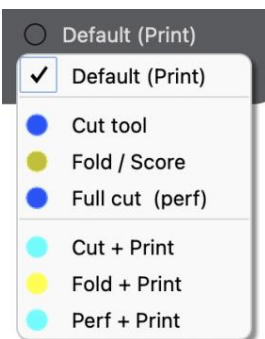 Default (Print)
Default (Print)
Cut tool
Fold / Score
Full cut (perf)
Cut + Print
Fold + Print
Perf + Print